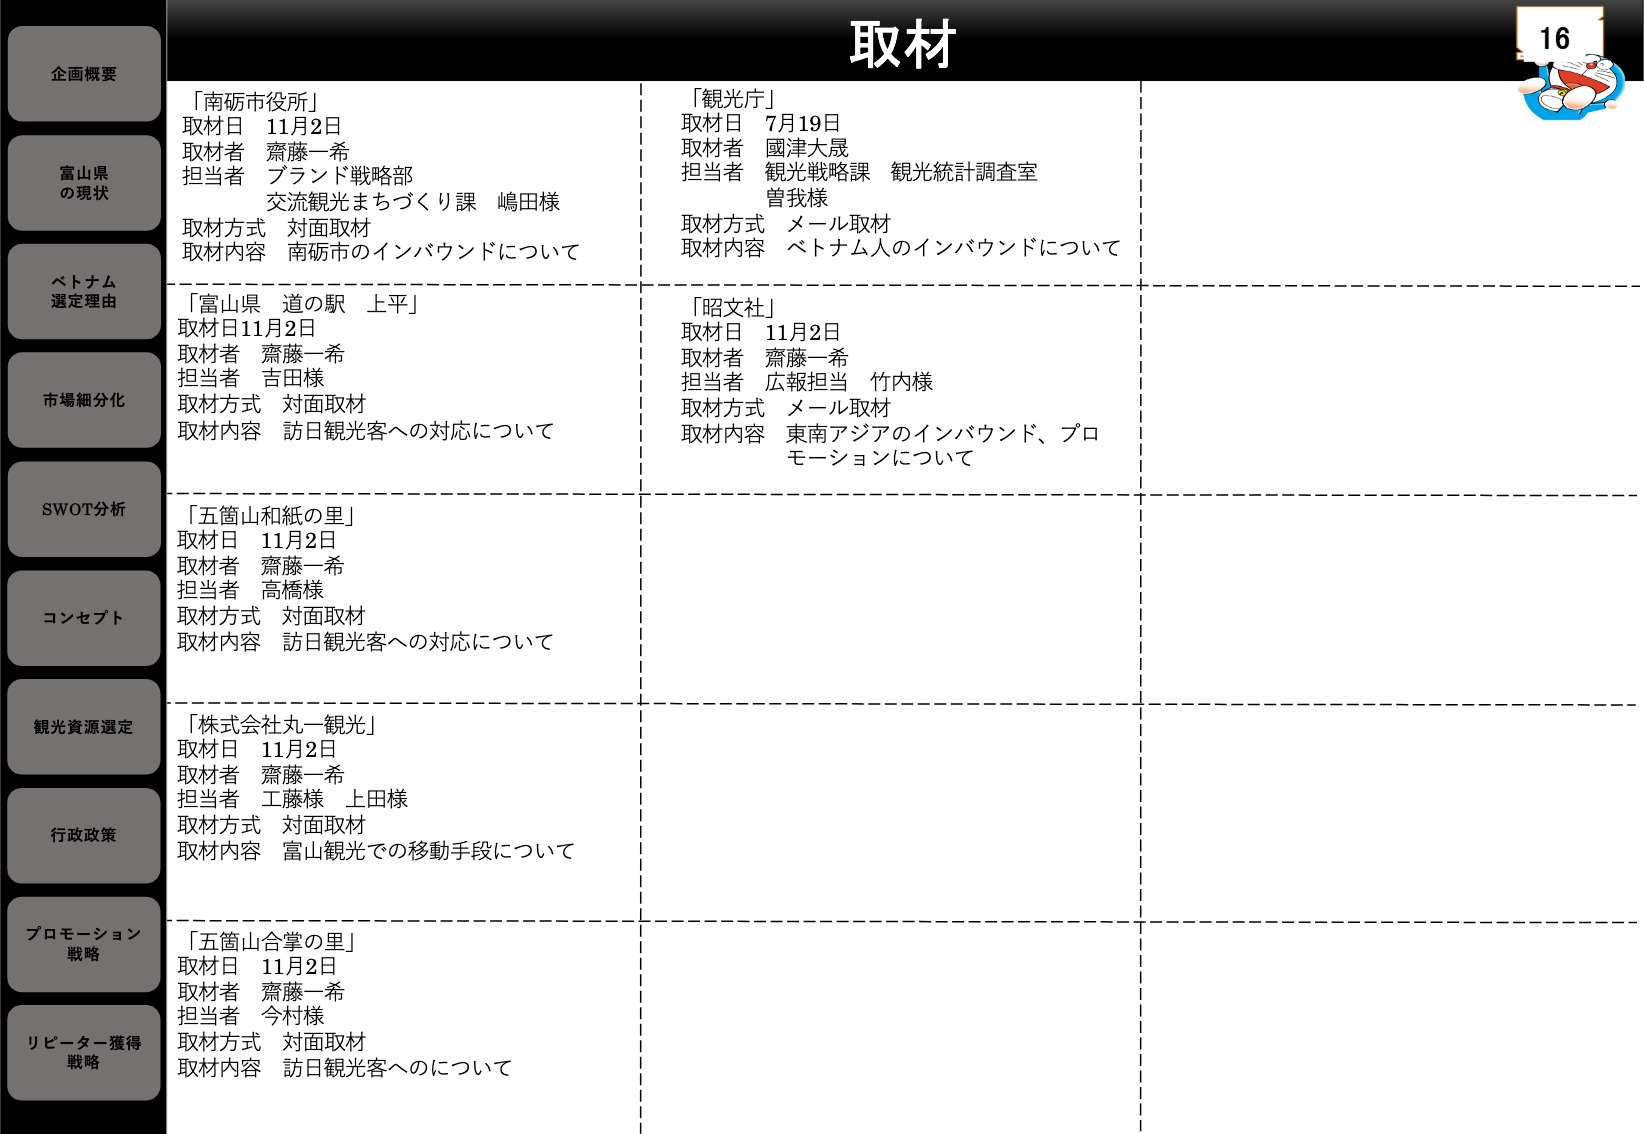 取材
16
企画概要
富山県
の現状
ベトナム
選定理由
市場細分化
SWOT分析
コンセプト
観光資源選定
行政政策
プロモーション
戦略
リピーター獲得
戦略
「南砺市役所」
取材日　11月2日
取材者　齋藤一希
担当者　ブランド戦略部
交流観光まちづくり課　嶋田様
取材方式　対面取材
取材内容　南砺市のインバウンドについて
「富山県　道の駅　上平」
取材日11月2日
取材者　齋藤一希
担当者　吉田様
取材方式　対面取材
取材内容　訪日観光客への対応について
「五箇山和紙の里」
取材日　11月2日
取材者　齋藤一希
担当者　高橋様
取材方式　対面取材
取材内容　訪日観光客への対応について
「株式会社丸一観光」
取材日　11月2日
取材者　齋藤一希
担当者　工藤様　上田様
取材方式　対面取材
取材内容　富山観光での移動手段について
「五箇山合掌の里」
取材日　11月2日
取材者　齋藤一希
担当者　今村様
取材方式　対面取材
取材内容　訪日観光客へのについて
「観光庁」
取材日　7月19日
取材者　國津大晟
担当者　観光戦略課　観光統計調査室
曽我様
取材方式　メール取材
取材内容　ベトナム人のインバウンドについて
「昭文社」
取材日　11月2日
取材者　齋藤一希
担当者　広報担当　竹内様
取材方式　メール取材
取材内容　東南アジアのインバウンド、プロ
モーションについて